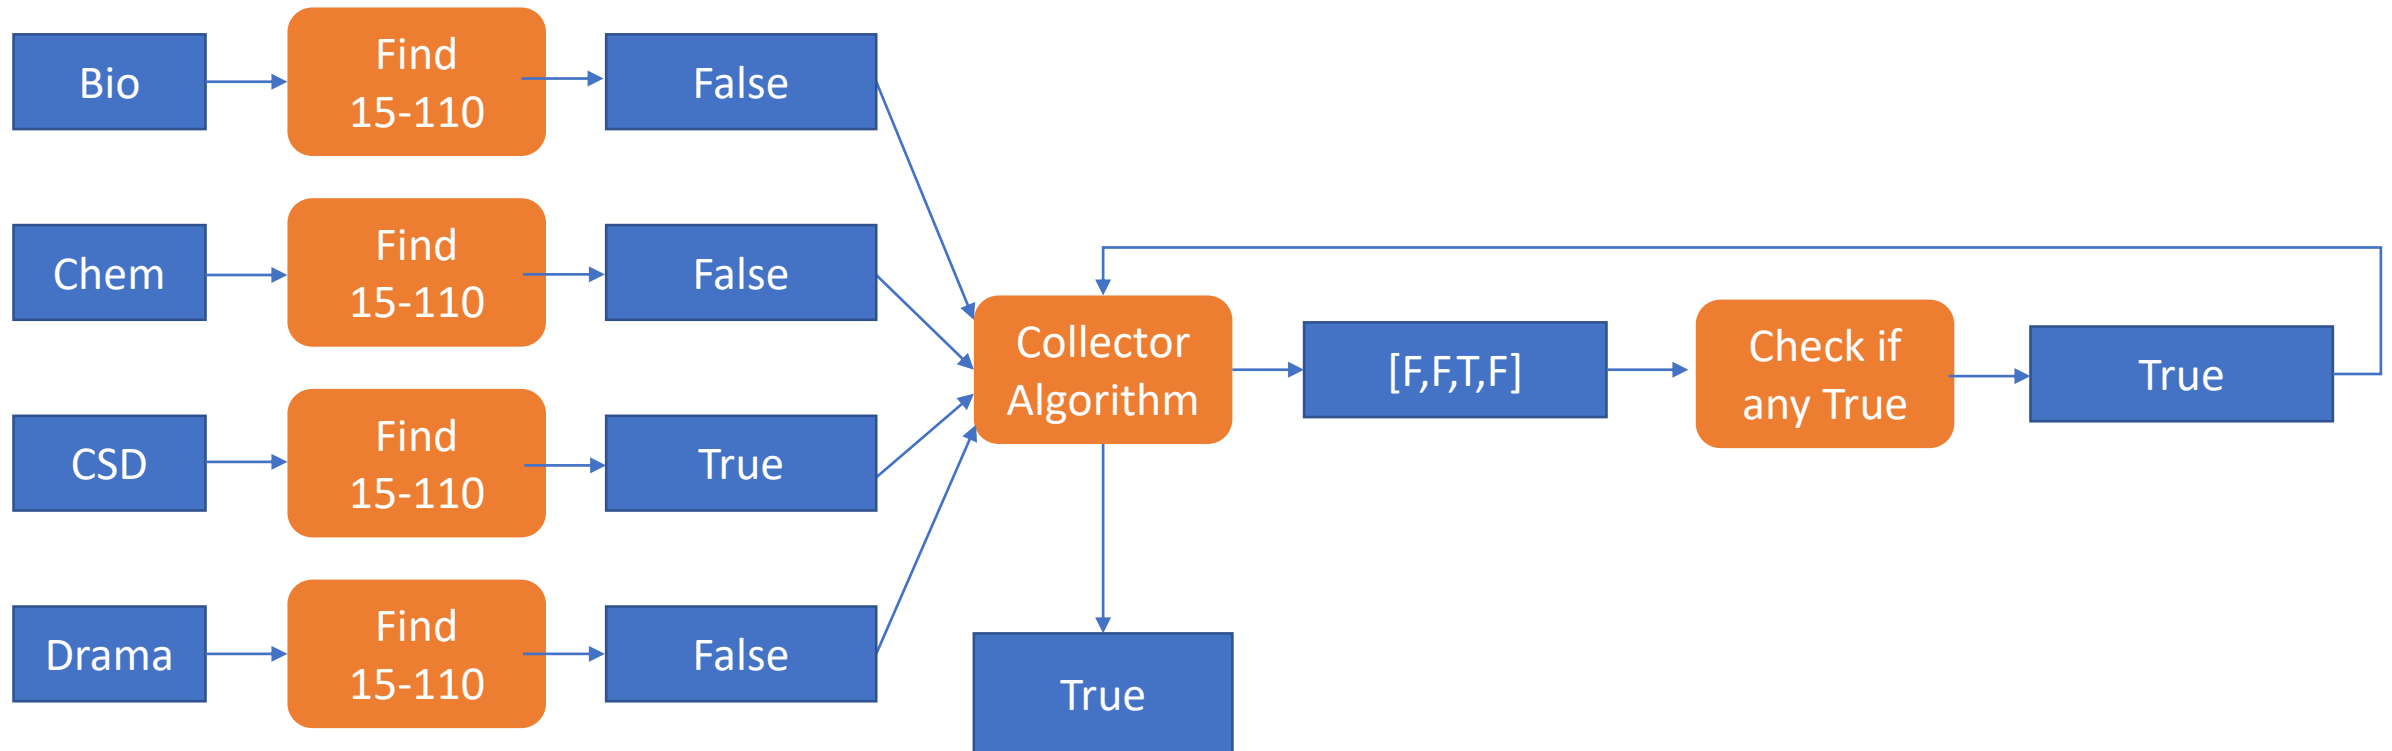 Bio
Find
15-110
False
Chem
Find
15-110
False
CSD
Find
15-110
True
Drama
Find
15-110
False
Collector
Algorithm
[F,F,T,F]
Check if
any True
True
True